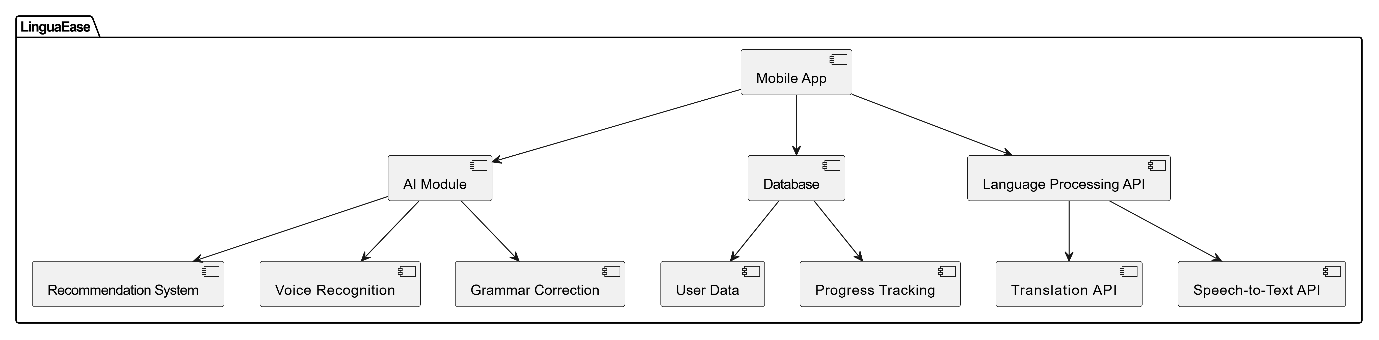 LinguaEase
Mobile App
AI Module
Database
Language Processing API
Recommendation System
Voice Recognition
Grammar Correction
User Data
Progress Tracking
Translation API
Speech-to-Text API